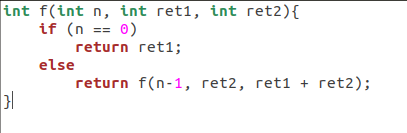 int f(int n, int ret1, int ret2){
    if (n == 0)
        return ret1;
    else
        return f(n-1, ret2, ret1 + ret2);
}